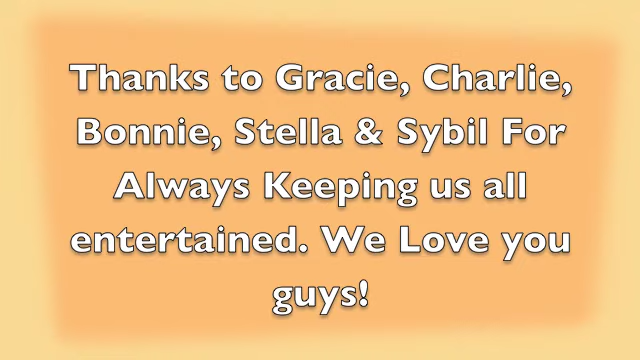 Thanks to Gracie, Charlie,
Bonnie, Stella & Sybil For
Always Keeping us all
entertained. We Love you
guys!